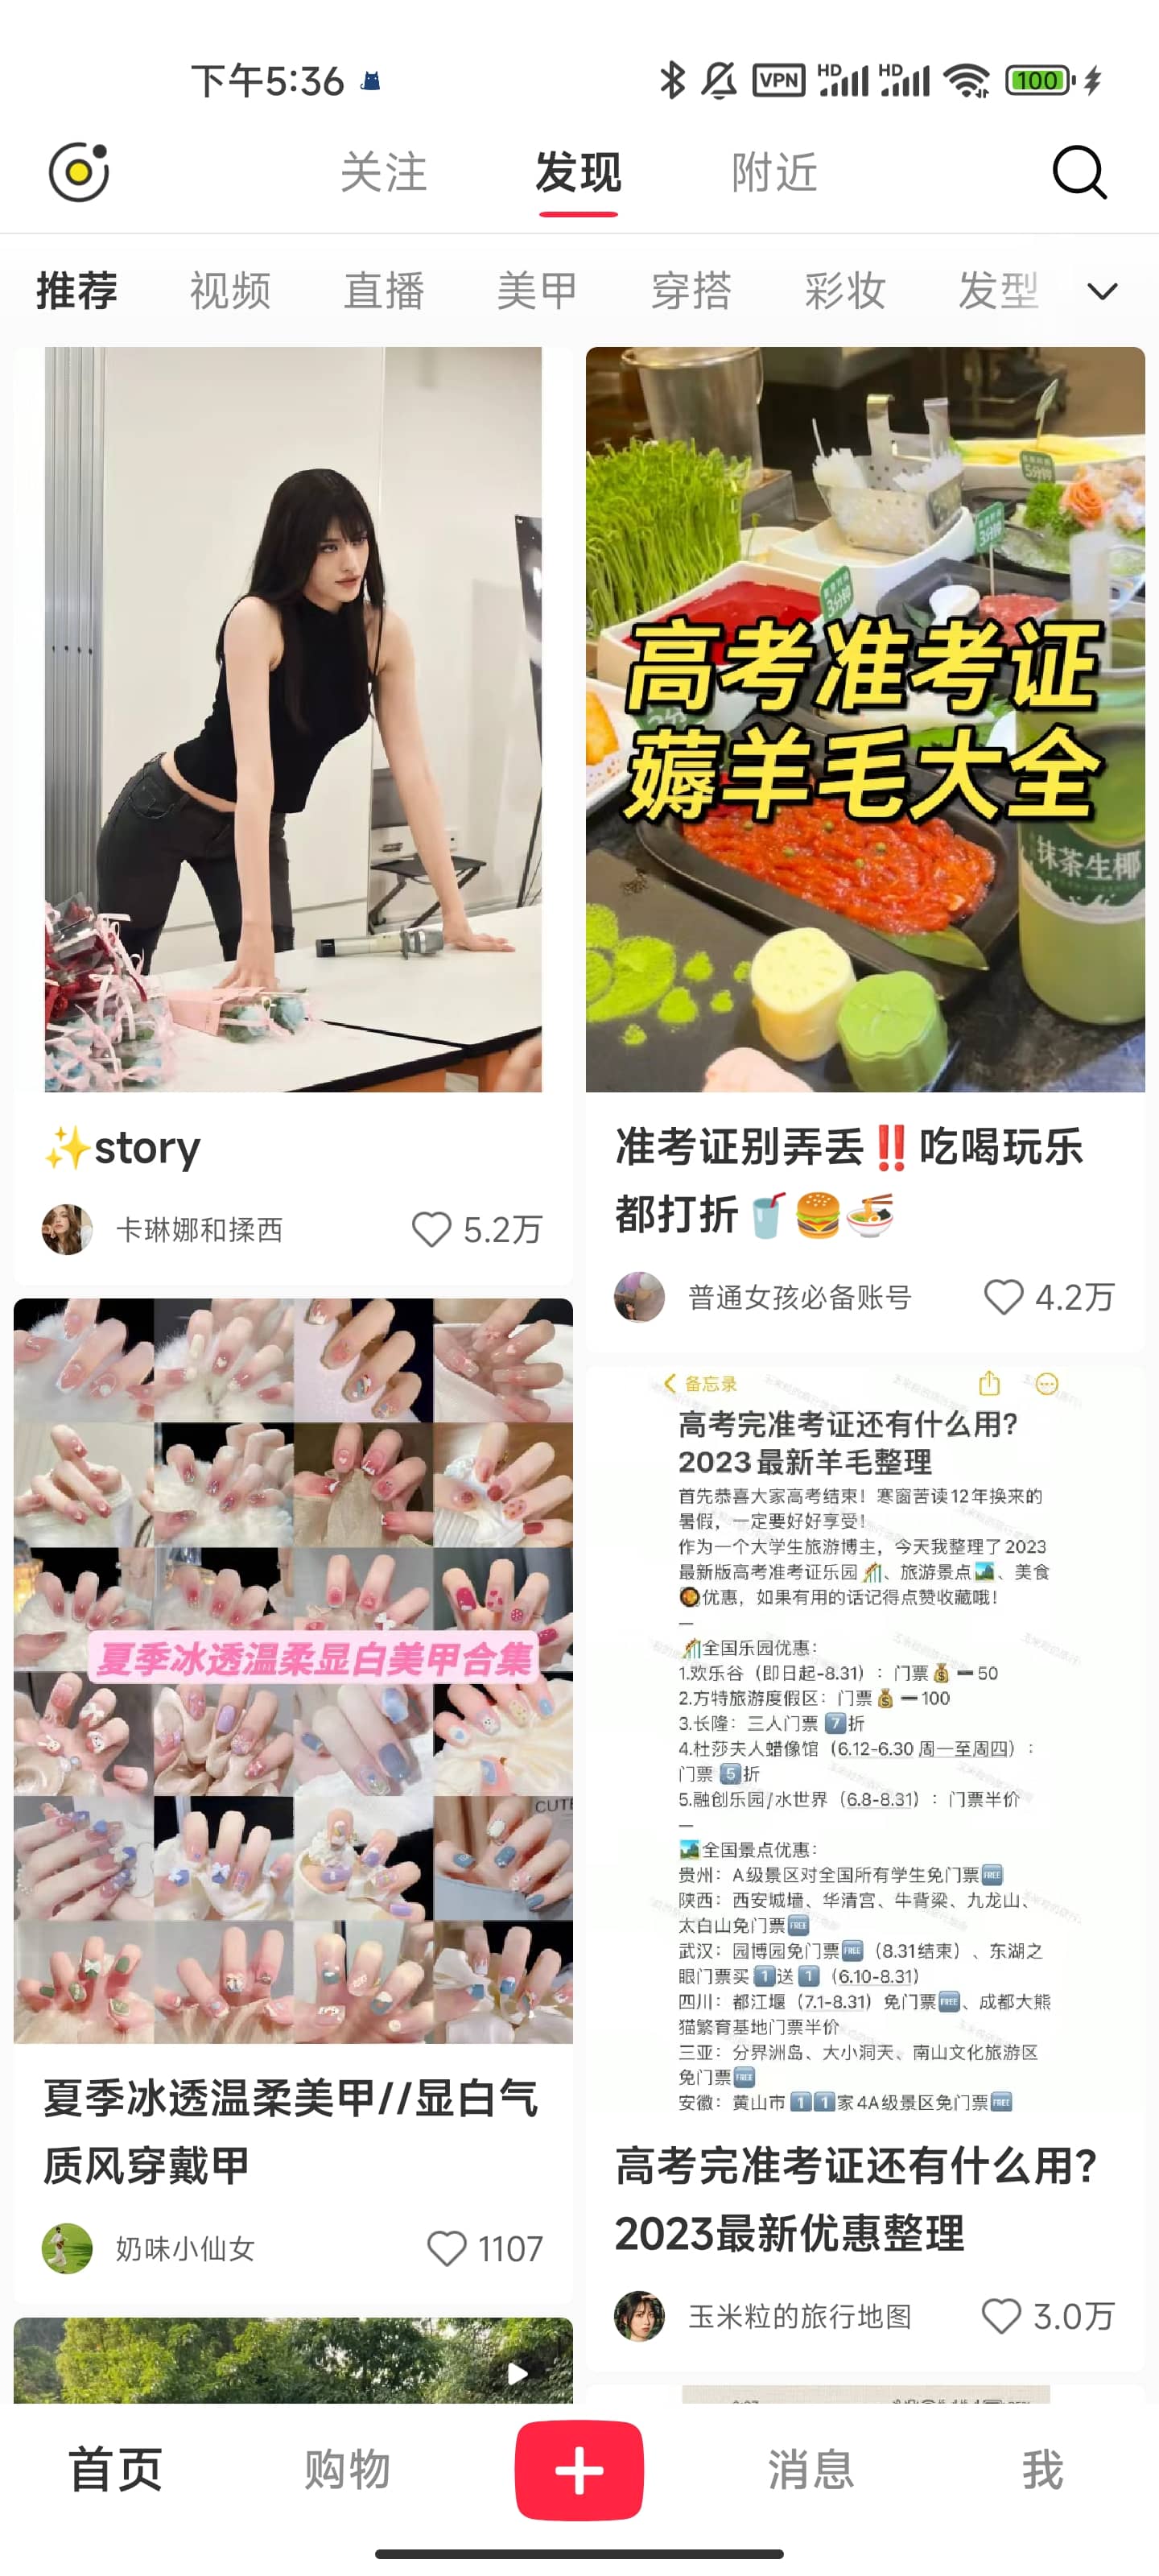 下午5:36
VPN
HD
HD
100
关注
发现
附近
推荐
视频
直播
美甲
穿搭
彩妆
发型
✨story
卡琳娜和揉西
5.2万
5分钟
3分钟
3分钟
高考准考证
薅羊毛大全
抹茶生椰
准考证别弄丢‼️吃喝玩乐
都打折🥤🍔🍜
普通女孩必备账号
4.2万
夏季冰透温柔显白美甲合集
CUTE
夏季冰透温柔美甲//显白气
质风穿戴甲
奶味小仙女
1107
备忘录
高考完准考证还有什么用?
2023最新羊毛整理
首先恭喜大家高考结束！寒窗苦读12年换来的
暑假，一定要好好享受！
作为一个大学生旅游博主，今天我整理了2023
最新版高考准考证乐园🎢、旅游景点🏞️、美食
🥘优惠，如果有用的话记得点赞收藏哦！
—
🎢全国乐园优惠：
1.欢乐谷（即日起-8.31）：门票💰➖50
2.方特旅游度假区：门票💰➖100
3.长隆：三人门票7️⃣折
4.杜莎夫人蜡像馆（6.12-6.30 周一至周四）：
门票5️⃣折
5.融创乐园/水世界（6.8-8.31）：门票半价
—
🏞️全国景点优惠：
贵州：A级景区对全国所有学生免门票🆓
陕西：西安城墙、华清宫、牛背梁、九龙山、
太白山免门票🆓
武汉：园博园免门票🆓（8.31结束）、东湖之
眼门票买1️⃣送1️⃣（6.10-8.31）
四川：都江堰（7.1-8.31）免门票🆓、成都大熊
猫繁育基地门票半价
三亚：分界洲岛、大小洞天、南山文化旅游区
免门票🆓
安徽：黄山市1️⃣1️⃣家4A级景区免门票🆓
高考完准考证还有什么用?
2023最新优惠整理
玉米粒的旅行地图
3.0万
首页
购物
消息
我